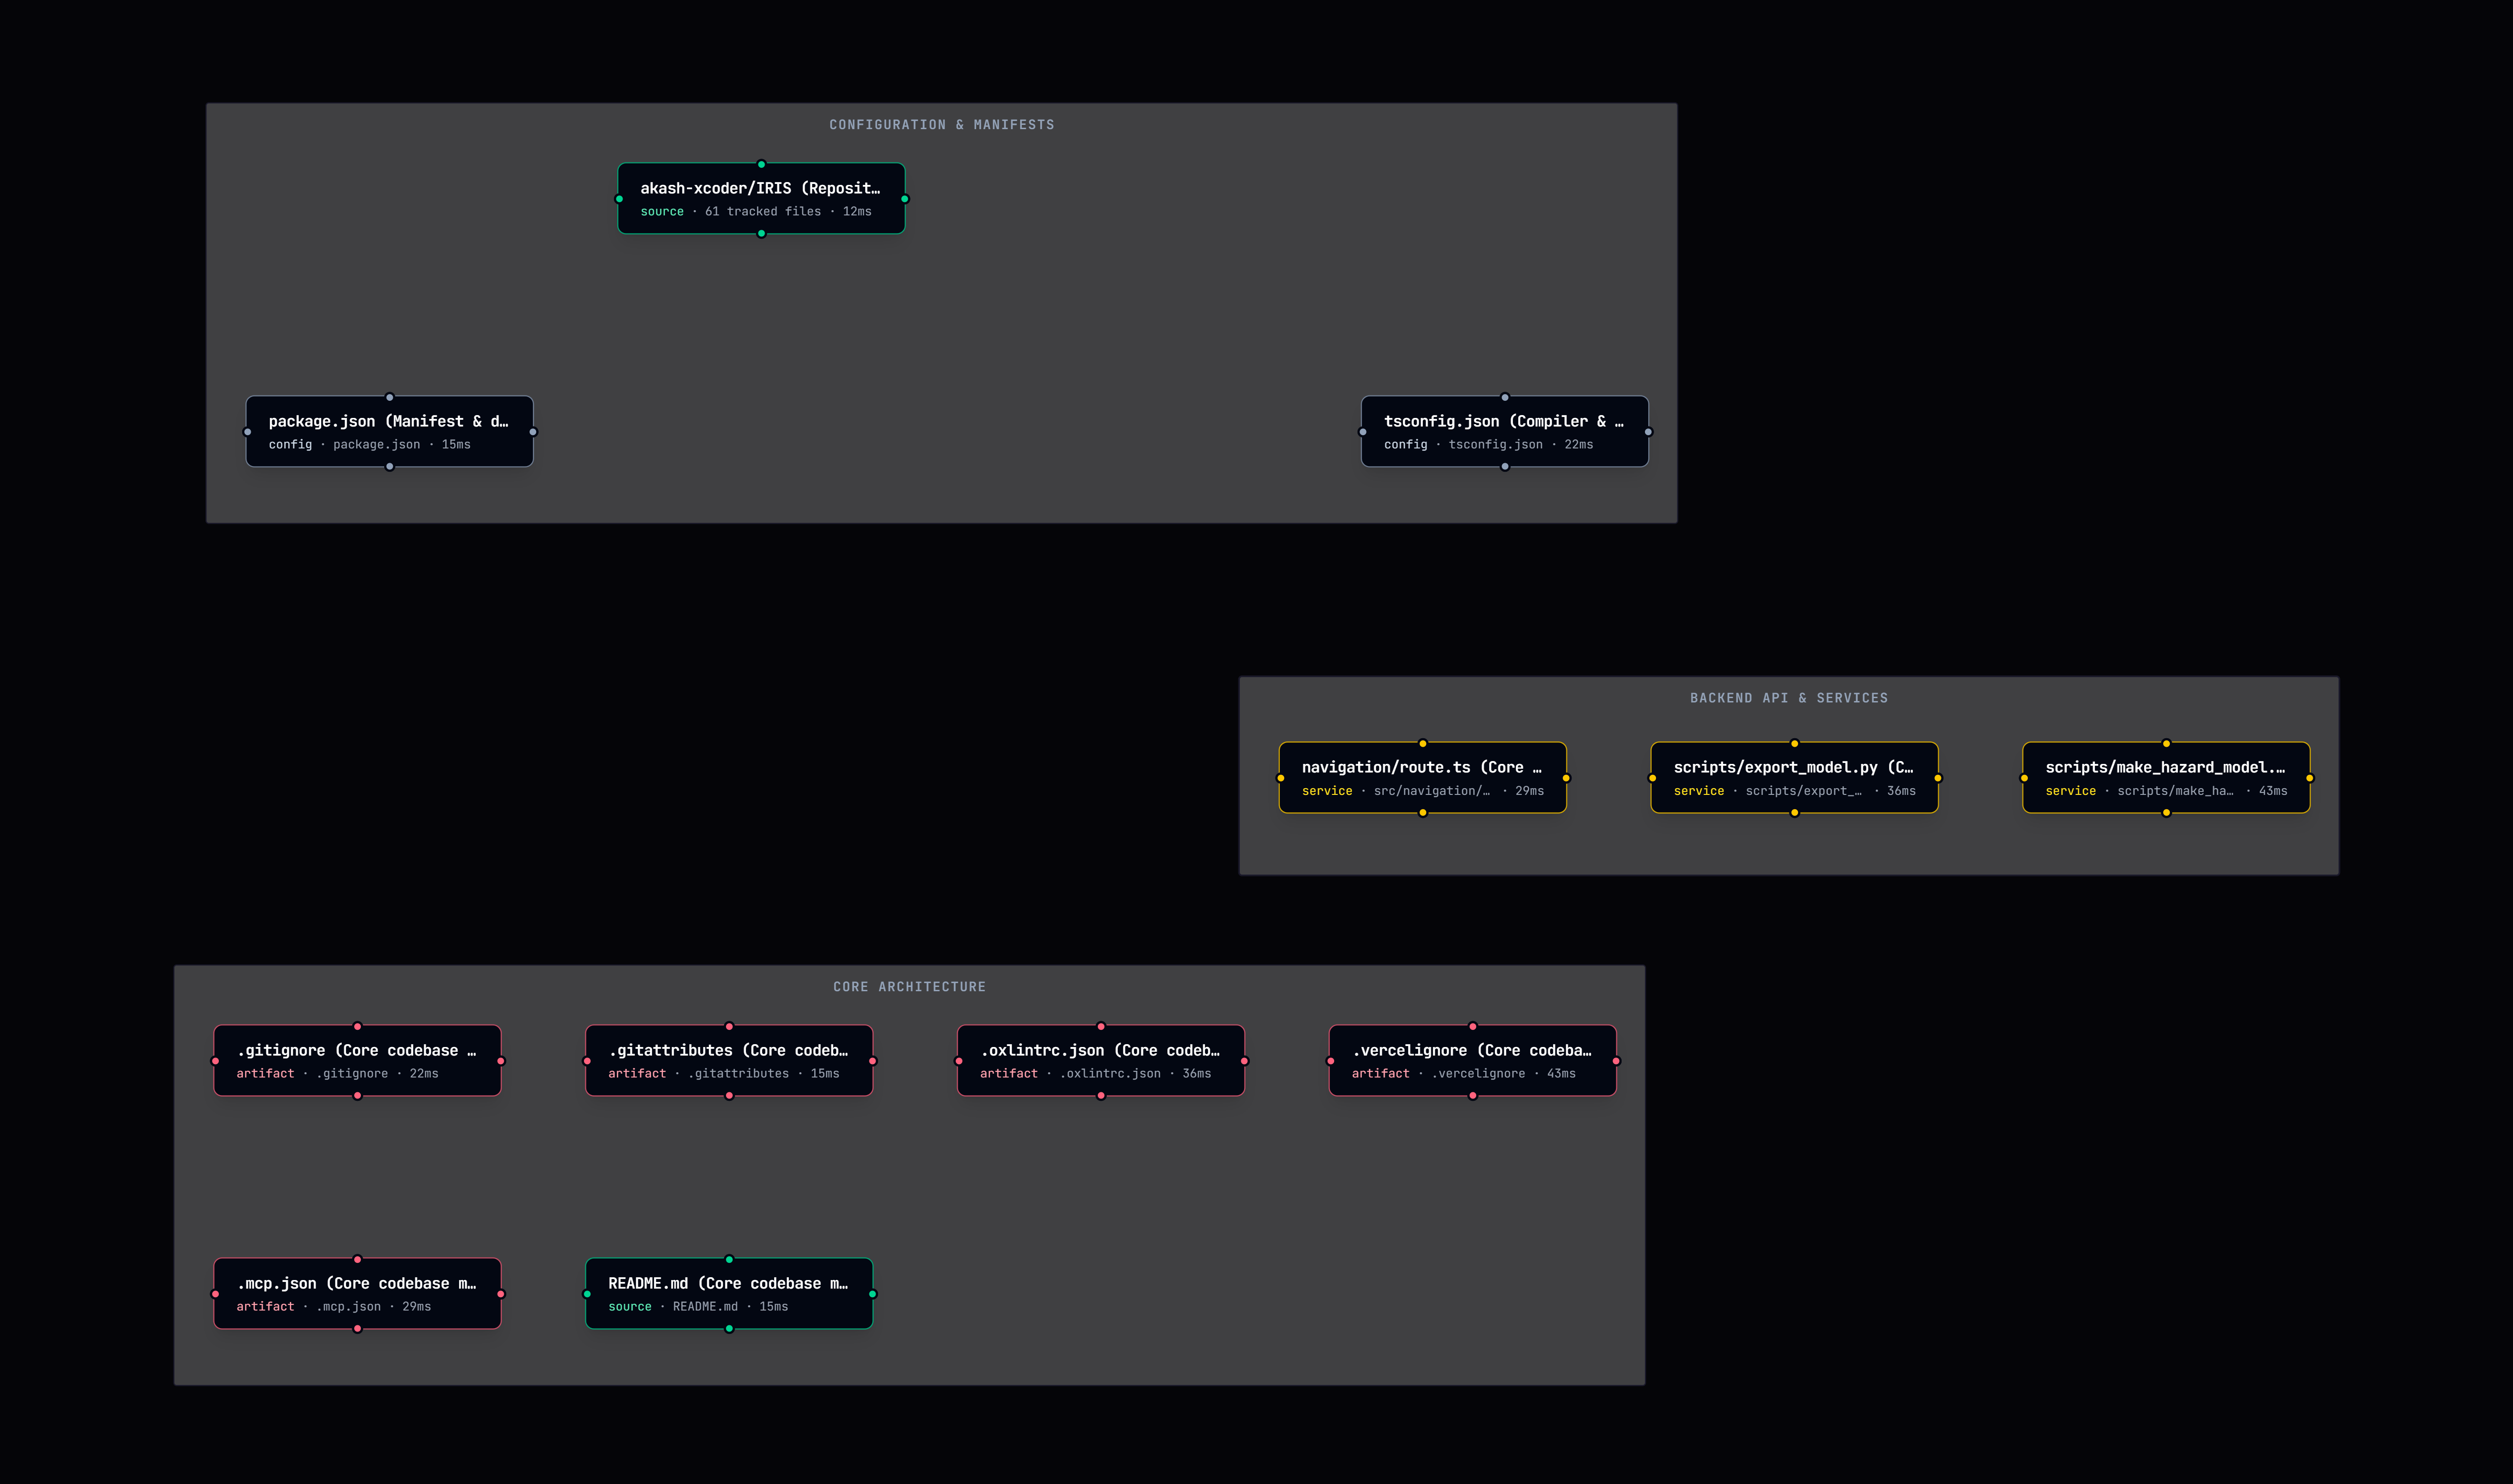 CONFIGURATION & MANIFESTS
akash-xcoder/IRIS (Reposit…
source · 61 tracked files · 12ms
package.json (Manifest & d…
config · package.json · 15ms
tsconfig.json (Compiler & …
config · tsconfig.json · 22ms
BACKEND API & SERVICES
navigation/route.ts (Core …
service · src/navigation/… · 29ms
scripts/export_model.py (C…
service · scripts/export_… · 36ms
scripts/make_hazard_model.…
service · scripts/make_ha… · 43ms
CORE ARCHITECTURE
.gitignore (Core codebase …
artifact · .gitignore · 22ms
.gitattributes (Core codeb…
artifact · .gitattributes · 15ms
.oxlintrc.json (Core codeb…
artifact · .oxlintrc.json · 36ms
.vercelignore (Core codeba…
artifact · .vercelignore · 43ms
.mcp.json (Core codebase m…
artifact · .mcp.json · 29ms
README.md (Core codebase m…
source · README.md · 15ms